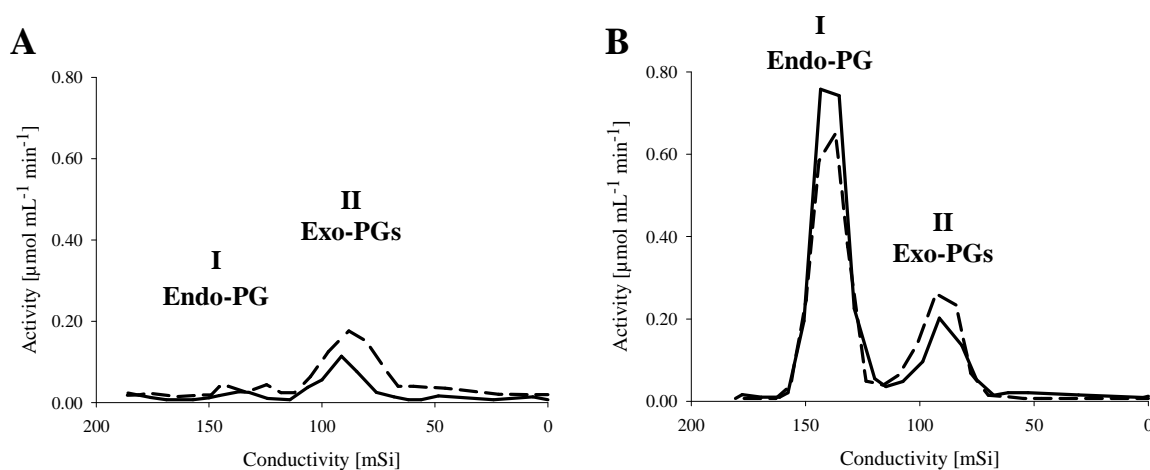 A
I
Endo-PG
II
Exo-PGs
Activity [µmol mL⁻¹ min⁻¹]
0.80
0.60
0.40
0.20
0.00
200
150
100
50
0
Conductivity [mSi]
B
I
Endo-PG
II
Exo-PGs
Activity [µmol mL⁻¹ min⁻¹]
0.80
0.60
0.40
0.20
0.00
200
150
100
50
0
Conductivity [mSi]